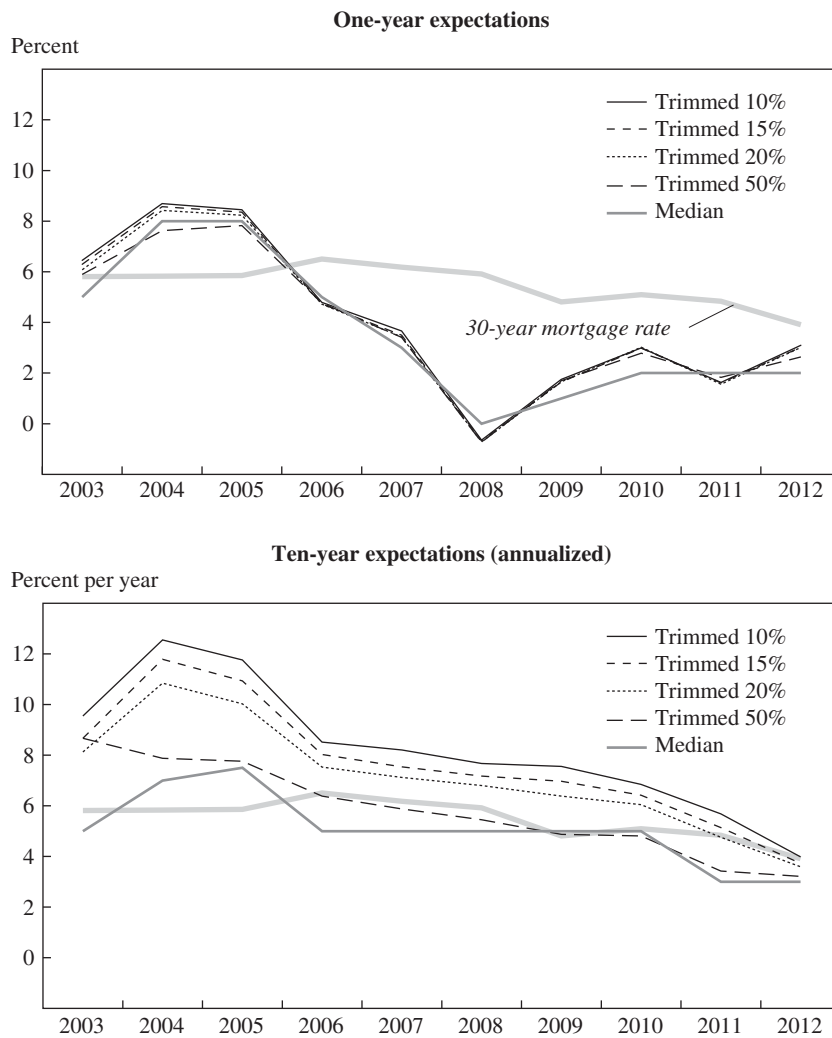 One-year expectations
Percent
12
10
8
6
4
2
0
Trimmed 10%
Trimmed 15%
Trimmed 20%
Trimmed 50%
Median
30-year mortgage rate
2003 2004 2005 2006 2007 2008 2009 2010 2011 2012
Ten-year expectations (annualized)
Percent per year
12
10
8
6
4
2
0
Trimmed 10%
Trimmed 15%
Trimmed 20%
Trimmed 50%
Median
2003 2004 2005 2006 2007 2008 2009 2010 2011 2012